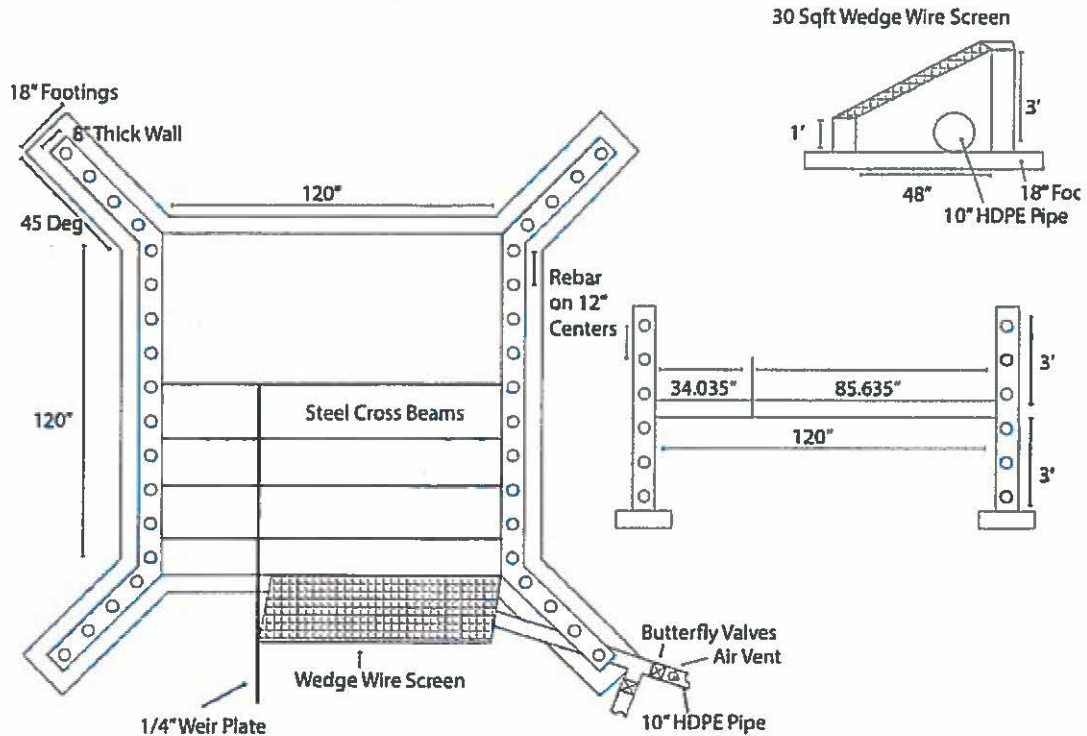 30 Sqft Wedge Wire Screen
18" Footings
8" Thick Wall
3'
1'
120"
48"
18" Foo
10" HDPE Pipe
45 Deg
Rebar
on 12"
Centers
3'
34.035"
85.635"
Steel Cross Beams
120"
120"
3'
Butterfly Valves
Air Vent
Wedge Wire Screen
10" HDPE Pipe
1/4" Weir Plate